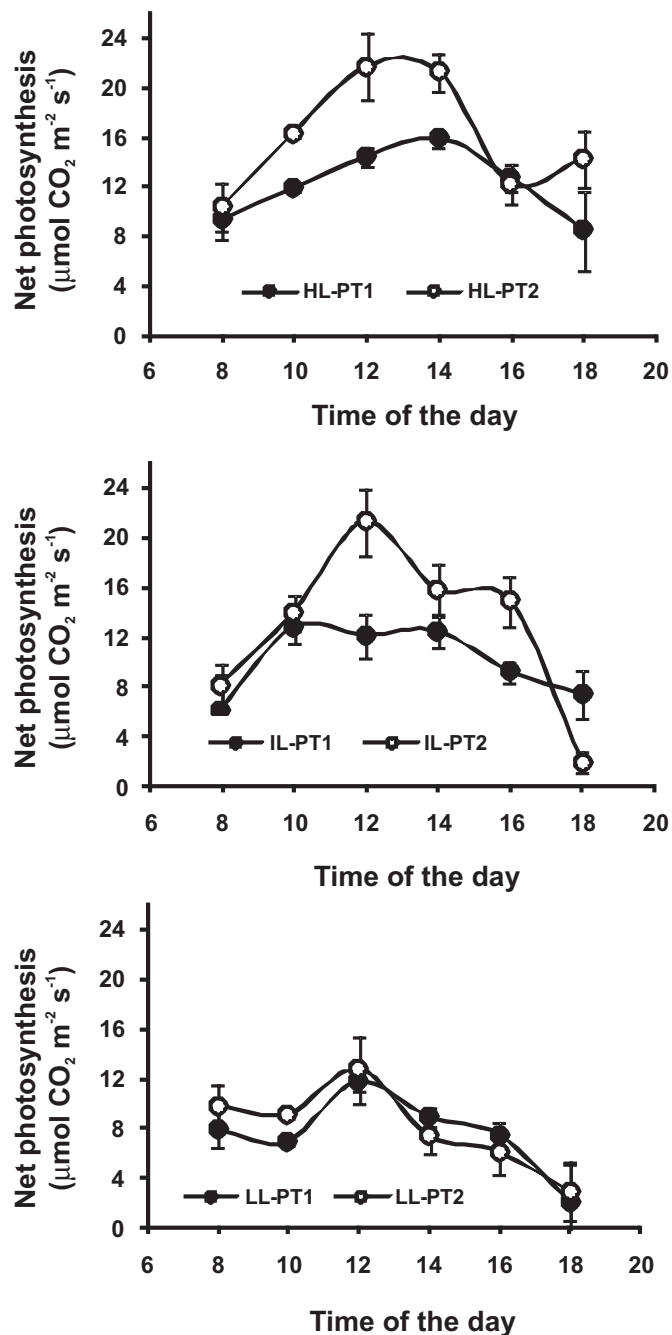 Net photosynthesis
(μmol CO₂ m⁻² s⁻¹)
24
20
16
12
8
4
0
HL-PT1 HL-PT2
6 8 10 12 14 16 18 20
Time of the day
Net photosynthesis
(μmol CO₂ m⁻² s⁻¹)
24
20
16
12
8
4
0
IL-PT1 IL-PT2
6 8 10 12 14 16 18 20
Time of the day
Net photosynthesis
(μmol CO₂ m⁻² s⁻¹)
24
20
16
12
8
4
0
LL-PT1 LL-PT2
6 8 10 12 14 16 18 20
Time of the day